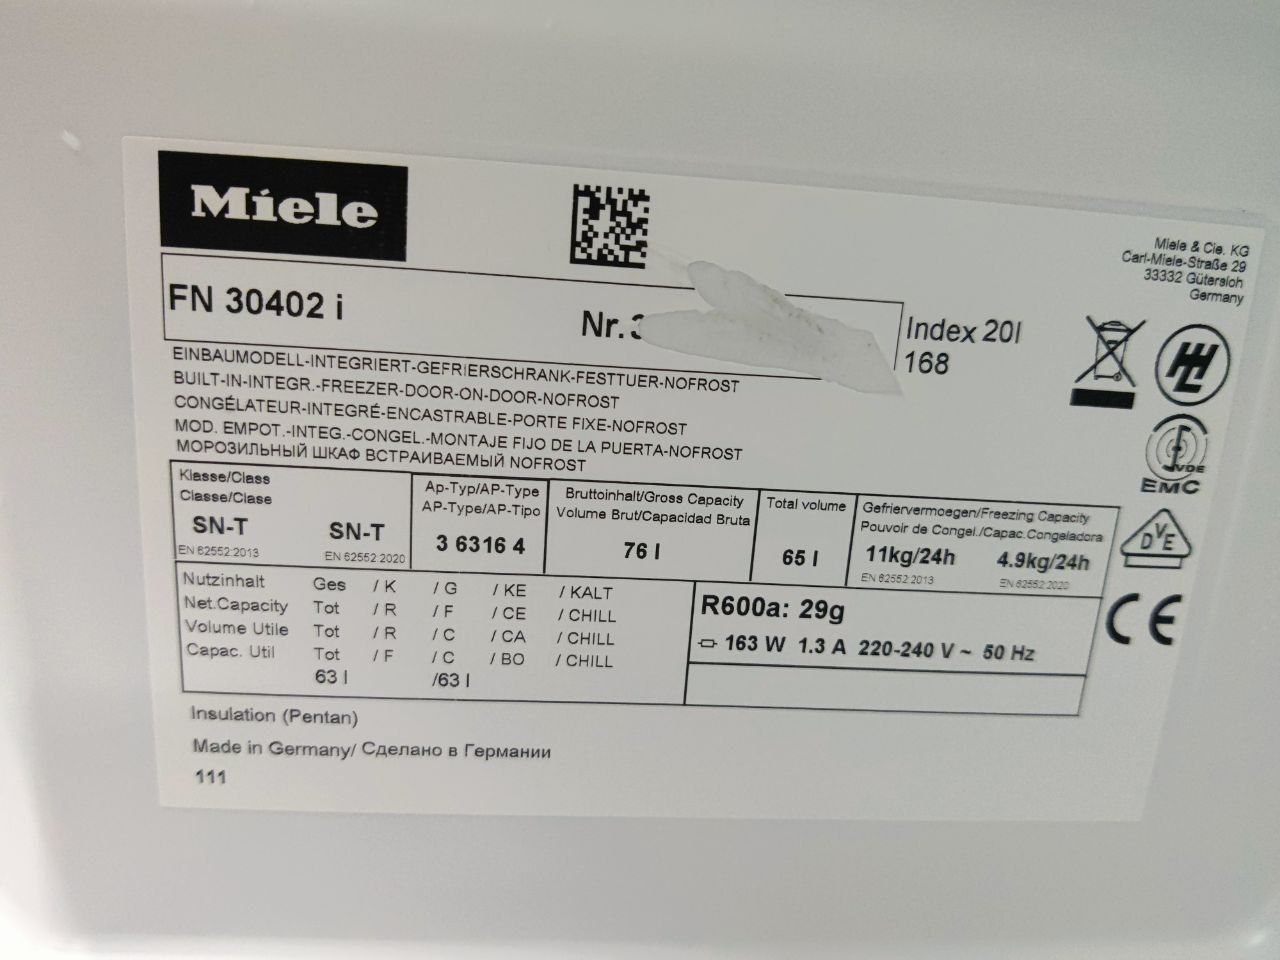 Miele
Miele & Cie. KG
Carl-Miele-Straße 29
33332 Gütersloh
Germany
FN 30402 i
Nr.
Index 20I
168
EINBAUMODELL-INTEGRIERT-GEFRIERSCHRANK-FESTTUER-NOFROST
BUILT-IN-INTEGR.-FREEZER-DOOR-ON-DOOR-NOFROST
CONGÉLATEUR-INTEGRÉ-ENCASTRABLE-PORTE FIXE-NOFROST
MOD. EMPOT.-INTEG.-CONGEL.-MONTAJE FIJO DE LA PUERTA-NOFROST
МОРОЗИЛЬНЫЙ ШКАФ ВСТРАИВАЕМЫЙ NOFROST
VDE
EMC
Klasse/Class
Classe/Clase
SN-T SN-T
EN 62552:2013 EN 62552:2020
Ap-Typ/AP-Type
AP-Type/AP-Tipo
3 6316 4
Bruttoinhalt/Gross Capacity
Volume Brut/Capacidad Bruta
76 l
Total volume
65 l
Gefriervermoegen/Freezing Capacity
Pouvoir de Congel./Capac.Congeladora
11kg/24h 4.9kg/24h
EN 62552:2013 EN 62552:2020
DVE
CE
Nutzinhalt Ges / K / G / KE / KALT
Net.Capacity Tot / R / F / CE / CHILL
Volume Utile Tot / R / C / CA / CHILL
Capac. Util Tot / F / C / BO / CHILL
63 l /63 l
R600a: 29g
163 W 1.3 A 220-240 V ~ 50 Hz
Insulation (Pentan)
Made in Germany/ Сделано в Германии
111